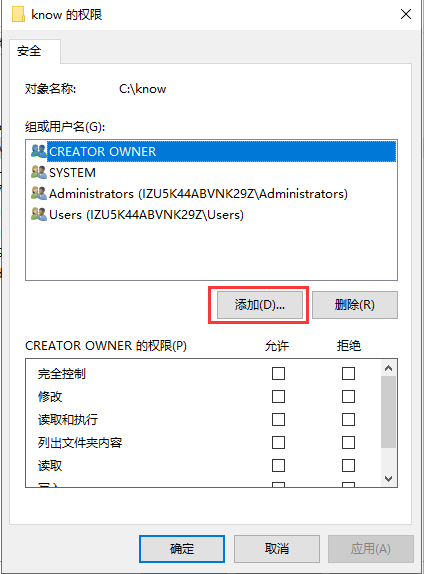 know 的权限
安全
对象名称: C:\know
组或用户名(G):
CREATOR OWNER
SYSTEM
Administrators (IZU5K44ABVNK29Z\Administrators)
Users (IZU5K44ABVNK29Z\Users)
添加(D)... 删除(R)
CREATOR OWNER 的权限(P) 允许 拒绝
完全控制
修改
读取和执行
列出文件夹内容
读取
确定 取消 应用(A)